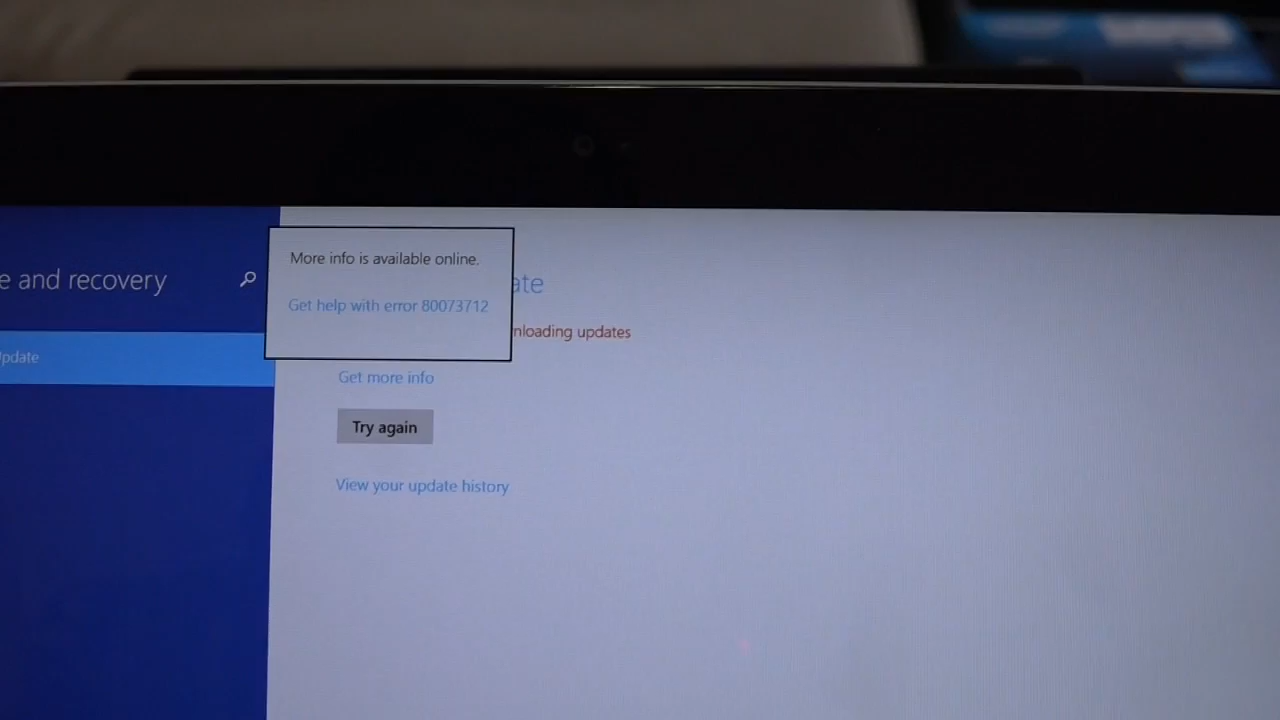 More info is available online.
e and recovery
ate
Get help with error 80073712
nloading updates
pdate
Get more info
Try again
View your update history